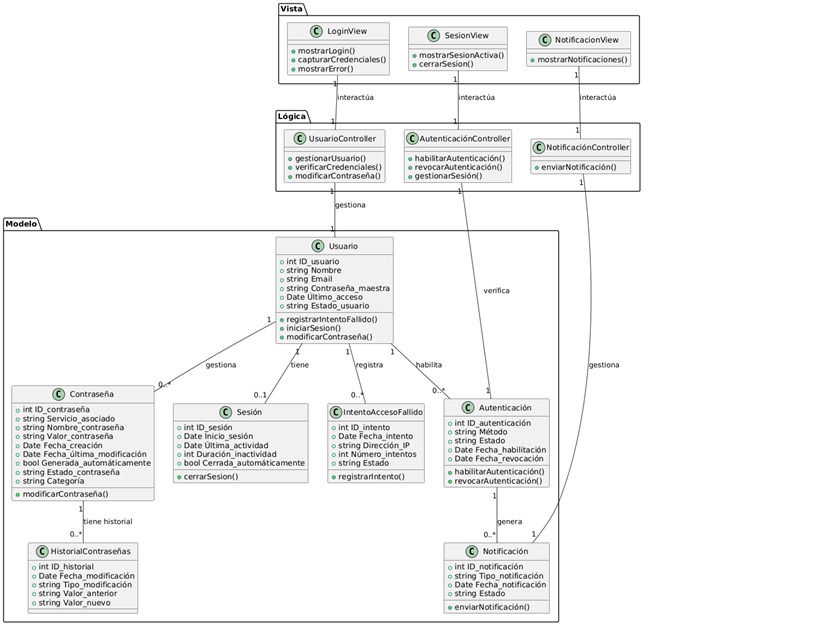 Vista
C LoginView
mostrarLogin()
capturarCredenciales()
mostrarError()
C SesionView
mostrarSesionActiva()
cerrarSesion()
C NotificacionView
mostrarNotificaciones()
1
1
1
interactúa
interactúa
interactúa
1
1
1
Lógica
C UsuarioController
gestionarUsuario()
verificarCredenciales()
modificarContraseña()
C AutenticaciónController
habilitarAutenticación()
revocarAutenticación()
gestionarSesión()
C NotificaciónController
enviarNotificación()
1
1
1
gestiona
1
verifica
gestiona
Modelo
C Usuario
int ID_usuario
string Nombre
string Email
string Contraseña_maestra
Date Último_acceso
string Estado_usuario
registrarIntentoFallido()
iniciarSesion()
modificarContraseña()
1
1
1
1
gestiona
tiene
registra
habilita
0..*
0..1
0..*
0..*
1
C Contraseña
int ID_contraseña
string Servicio_asociado
string Nombre_contraseña
string Valor_contraseña
Date Fecha_creación
Date Fecha_última_modificación
bool Generada_automáticamente
string Estado_contraseña
string Categoría
modificarContraseña()
C Sesión
int ID_sesión
Date Inicio_sesión
Date Última_actividad
int Duración_inactividad
bool Cerrada_automáticamente
cerrarSesion()
C IntentoAccesoFallido
int ID_intento
Date Fecha_intento
string Dirección_IP
int Número_intentos
string Estado
registrarIntento()
C Autenticación
int ID_autenticación
string Método
string Estado
Date Fecha_habilitación
Date Fecha_revocación
habilitarAutenticación()
revocarAutenticación()
1
tiene historial
0..*
1
genera
0..*
1
C HistorialContraseñas
int ID_historial
Date Fecha_modificación
string Tipo_modificación
string Valor_anterior
string Valor_nuevo
C Notificación
int ID_notificación
string Tipo_notificación
Date Fecha_notificación
string Estado
enviarNotificación()